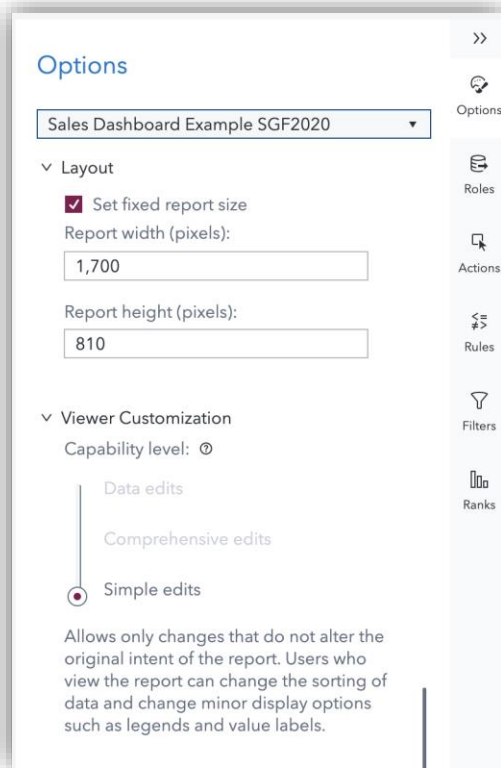 Options
Sales Dashboard Example SGF2020
Layout
Set fixed report size
Report width (pixels):
1,700
Report height (pixels):
810
Viewer Customization
Capability level:
Data edits
Comprehensive edits
Simple edits
Allows only changes that do not alter the
original intent of the report. Users who
view the report can change the sorting of
data and change minor display options
such as legends and value labels.
Options
Roles
Actions
Rules
Filters
Ranks